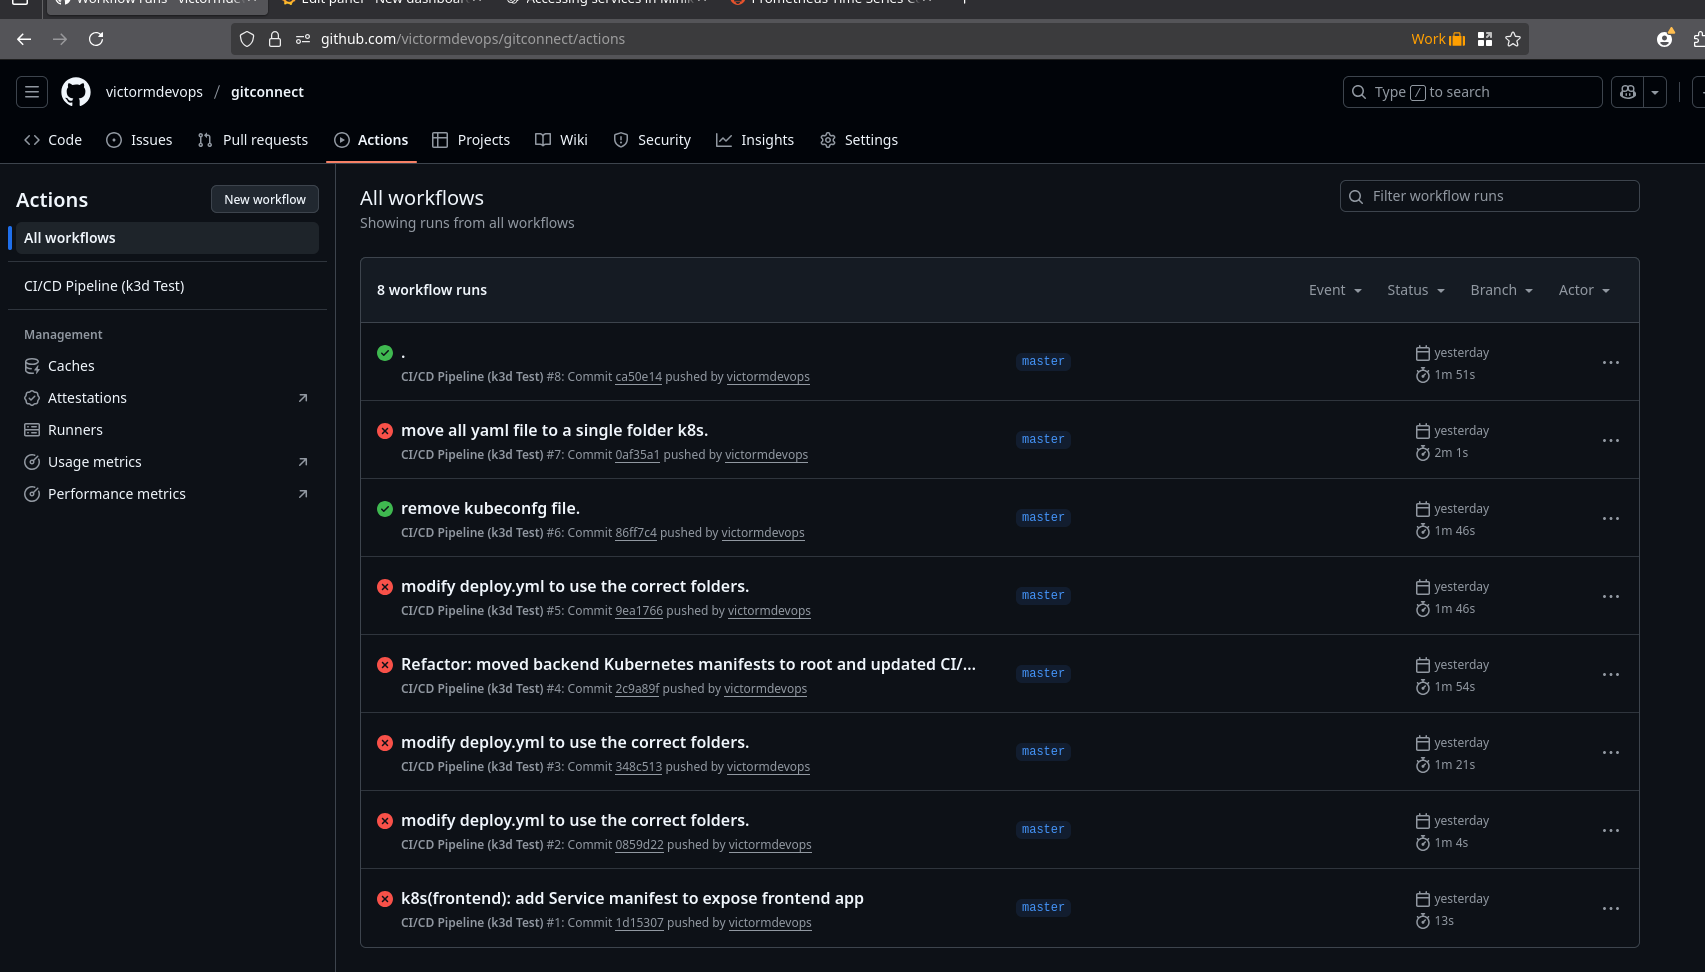 Workflow runs · victormde
Edit panel - New dashboar
Accessing services in Mini
Prometheus Time Series C
github.com/victormdevops/gitconnect/actions
Work
victormdevops / gitconnect
Type / to search
Code
Issues
Pull requests
Actions
Projects
Wiki
Security
Insights
Settings
Actions
New workflow
All workflows
CI/CD Pipeline (k3d Test)
Management
Caches
Attestations
Runners
Usage metrics
Performance metrics
All workflows
Showing runs from all workflows
Filter workflow runs
8 workflow runs
Event
Status
Branch
Actor
.
CI/CD Pipeline (k3d Test) #8: Commit ca50e14 pushed by victormdevops
master
yesterday
1m 51s
move all yaml file to a single folder k8s.
CI/CD Pipeline (k3d Test) #7: Commit 0af35a1 pushed by victormdevops
master
yesterday
2m 1s
remove kubeconfg file.
CI/CD Pipeline (k3d Test) #6: Commit 86ff7c4 pushed by victormdevops
master
yesterday
1m 46s
modify deploy.yml to use the correct folders.
CI/CD Pipeline (k3d Test) #5: Commit 9ea1766 pushed by victormdevops
master
yesterday
1m 46s
Refactor: moved backend Kubernetes manifests to root and updated CI/...
CI/CD Pipeline (k3d Test) #4: Commit 2c9a89f pushed by victormdevops
master
yesterday
1m 54s
modify deploy.yml to use the correct folders.
CI/CD Pipeline (k3d Test) #3: Commit 348c513 pushed by victormdevops
master
yesterday
1m 21s
modify deploy.yml to use the correct folders.
CI/CD Pipeline (k3d Test) #2: Commit 0859d22 pushed by victormdevops
master
yesterday
1m 4s
k8s(frontend): add Service manifest to expose frontend app
CI/CD Pipeline (k3d Test) #1: Commit 1d15307 pushed by victormdevops
master
yesterday
13s